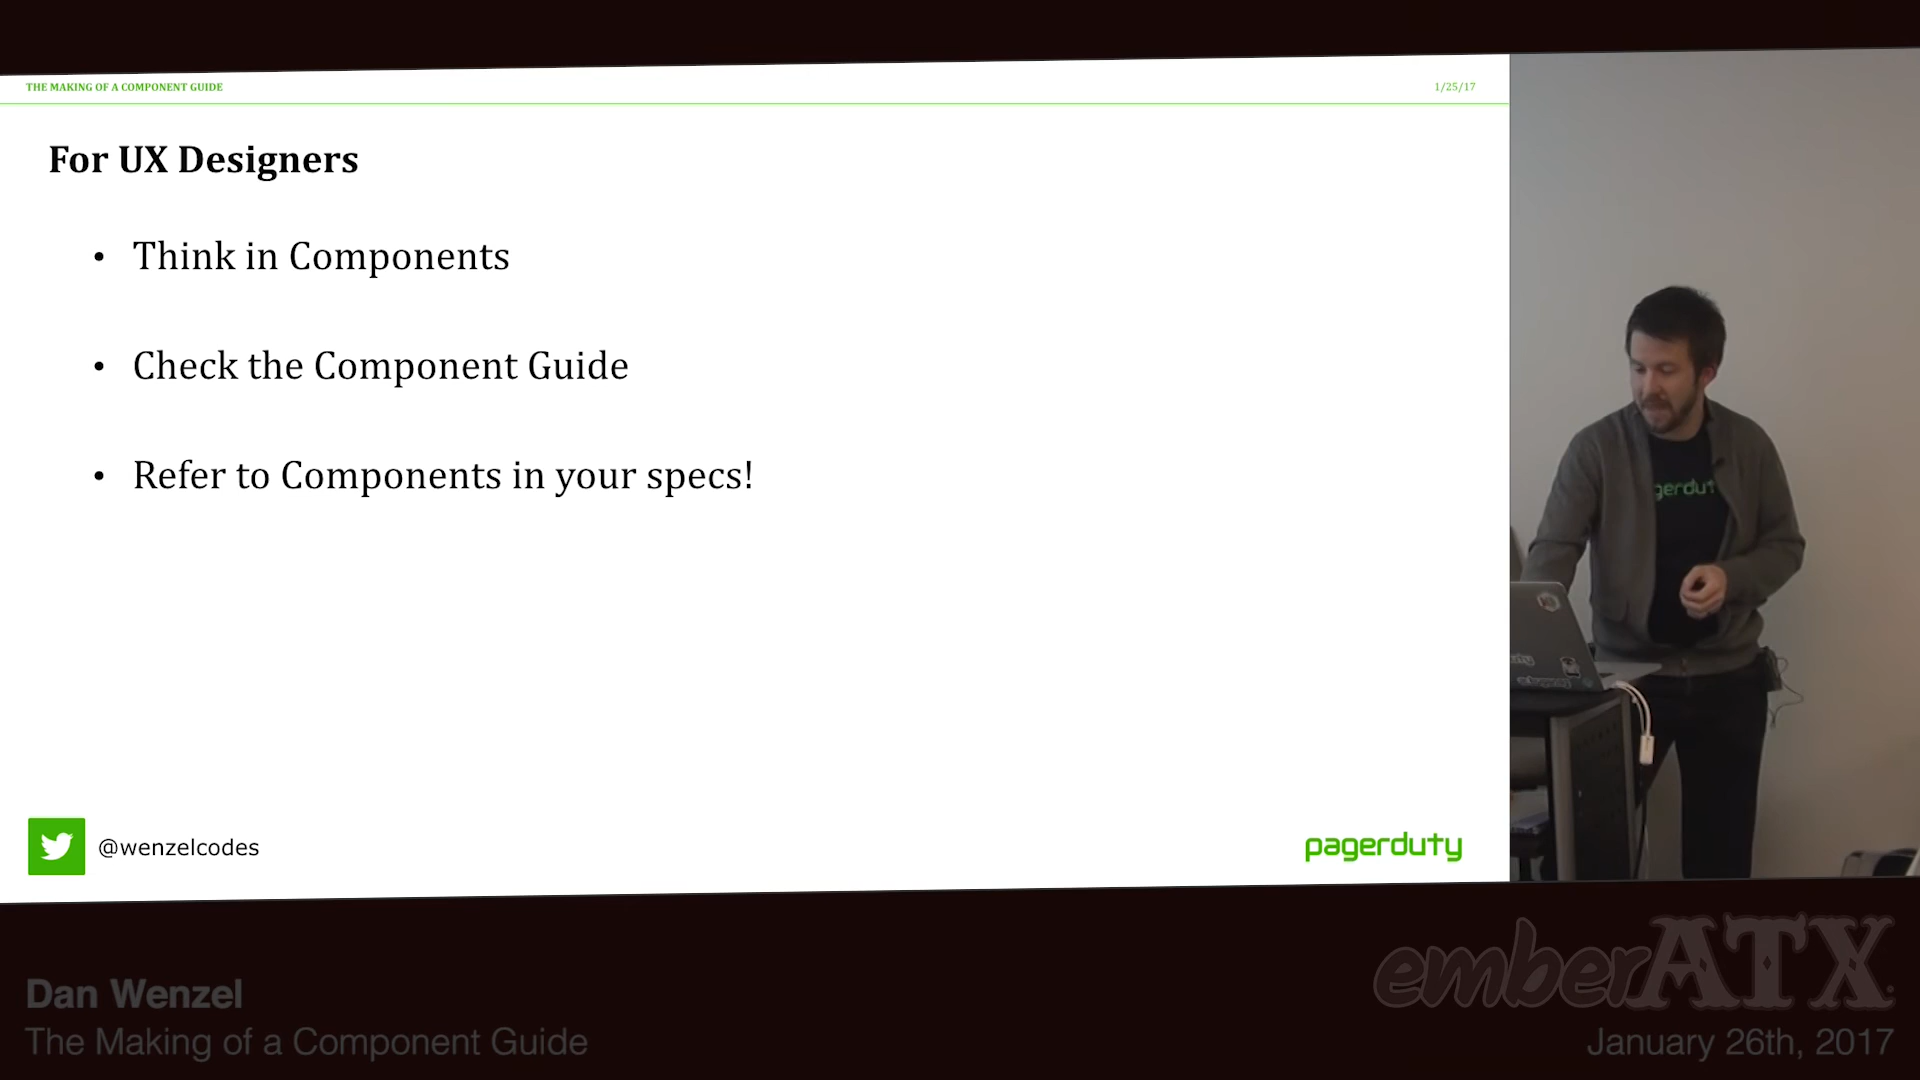 THE MAKING OF A COMPONENT GUIDE
1/25/17
For UX Designers
• Think in Components
• Check the Component Guide
• Refer to Components in your specs!
@wenzelcodes
pagerduty
gerdut
emberATX
Dan Wenzel
The Making of a Component Guide
January 26th, 2017